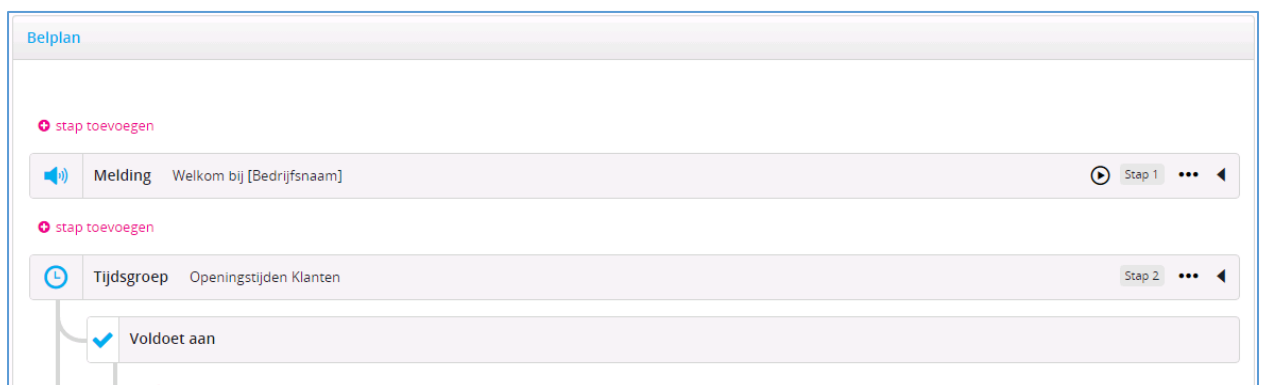 Belplan
stap toevoegen
Melding Welkom bij [Bedrijfsnaam] Stap 1
stap toevoegen
Tijdsgroep Openingstijden Klanten Stap 2
Voldoet aan